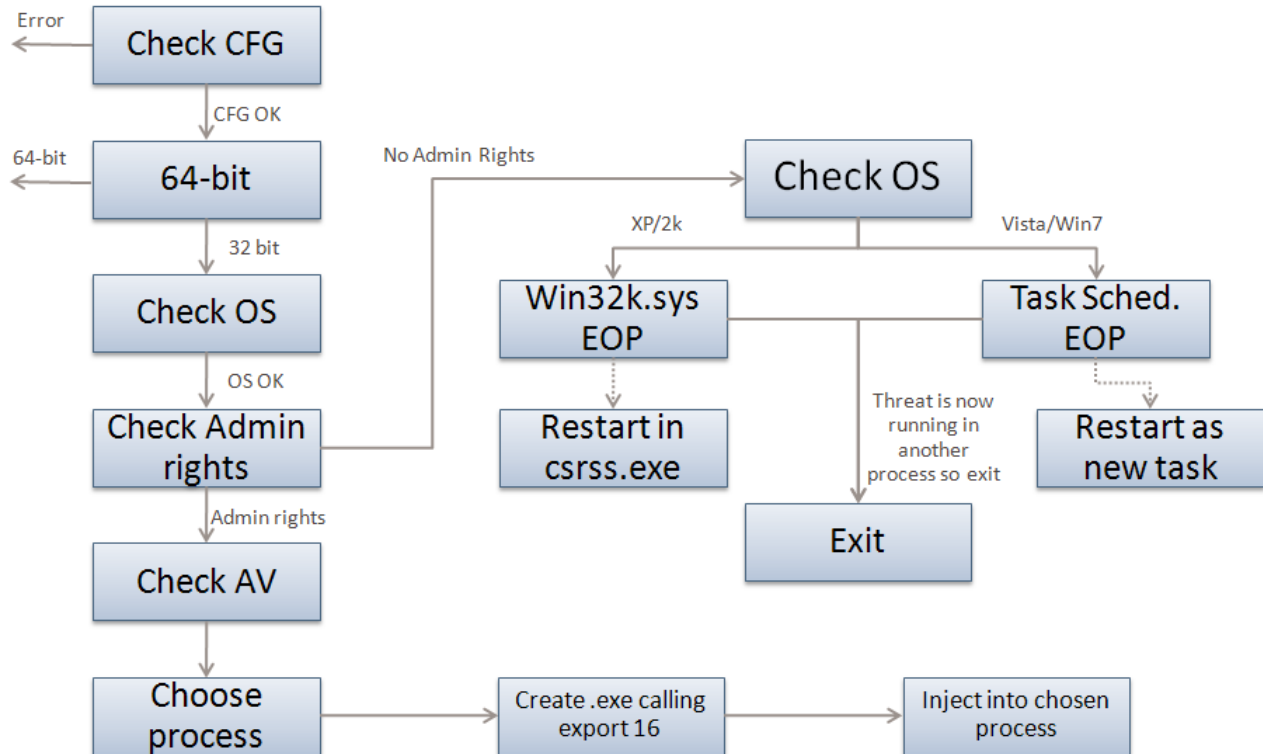 Error
Check CFG
CFG OK
64-bit
64-bit
No Admin Rights
Check OS
32 bit
XP/2k
Vista/Win7
Check OS
Win32k.sys
EOP
Task Sched.
EOP
OS OK
Check Admin
rights
Restart in
csrss.exe
Threat is now
running in
another
process so exit
Restart as
new task
Admin rights
Exit
Check AV
Choose
process
Create .exe calling
export 16
Inject into chosen
process